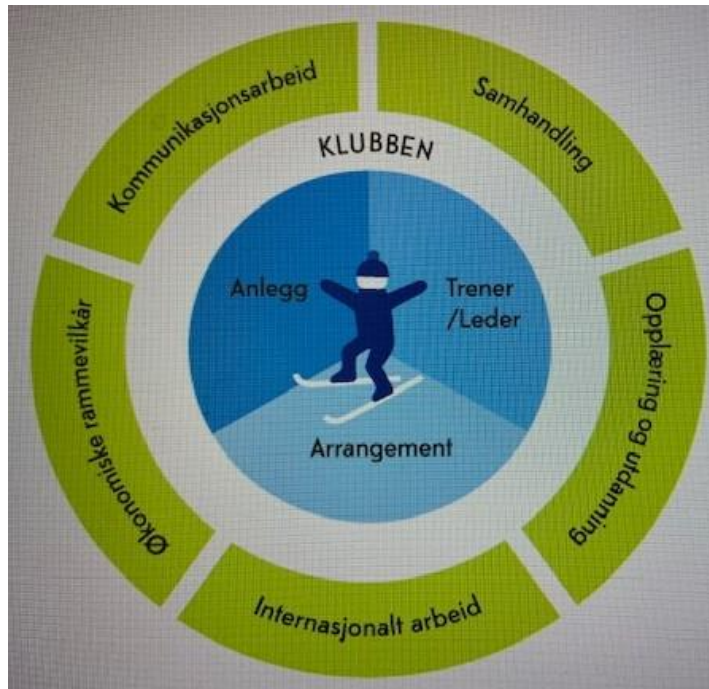 Kommunikasjonsarbeid
Samhandling
KLUBBEN
Anlegg
Trener
/Leder
Arrangement
Økonomiske rammevilkår
Opplæring og utdanning
Internasjonalt arbeid